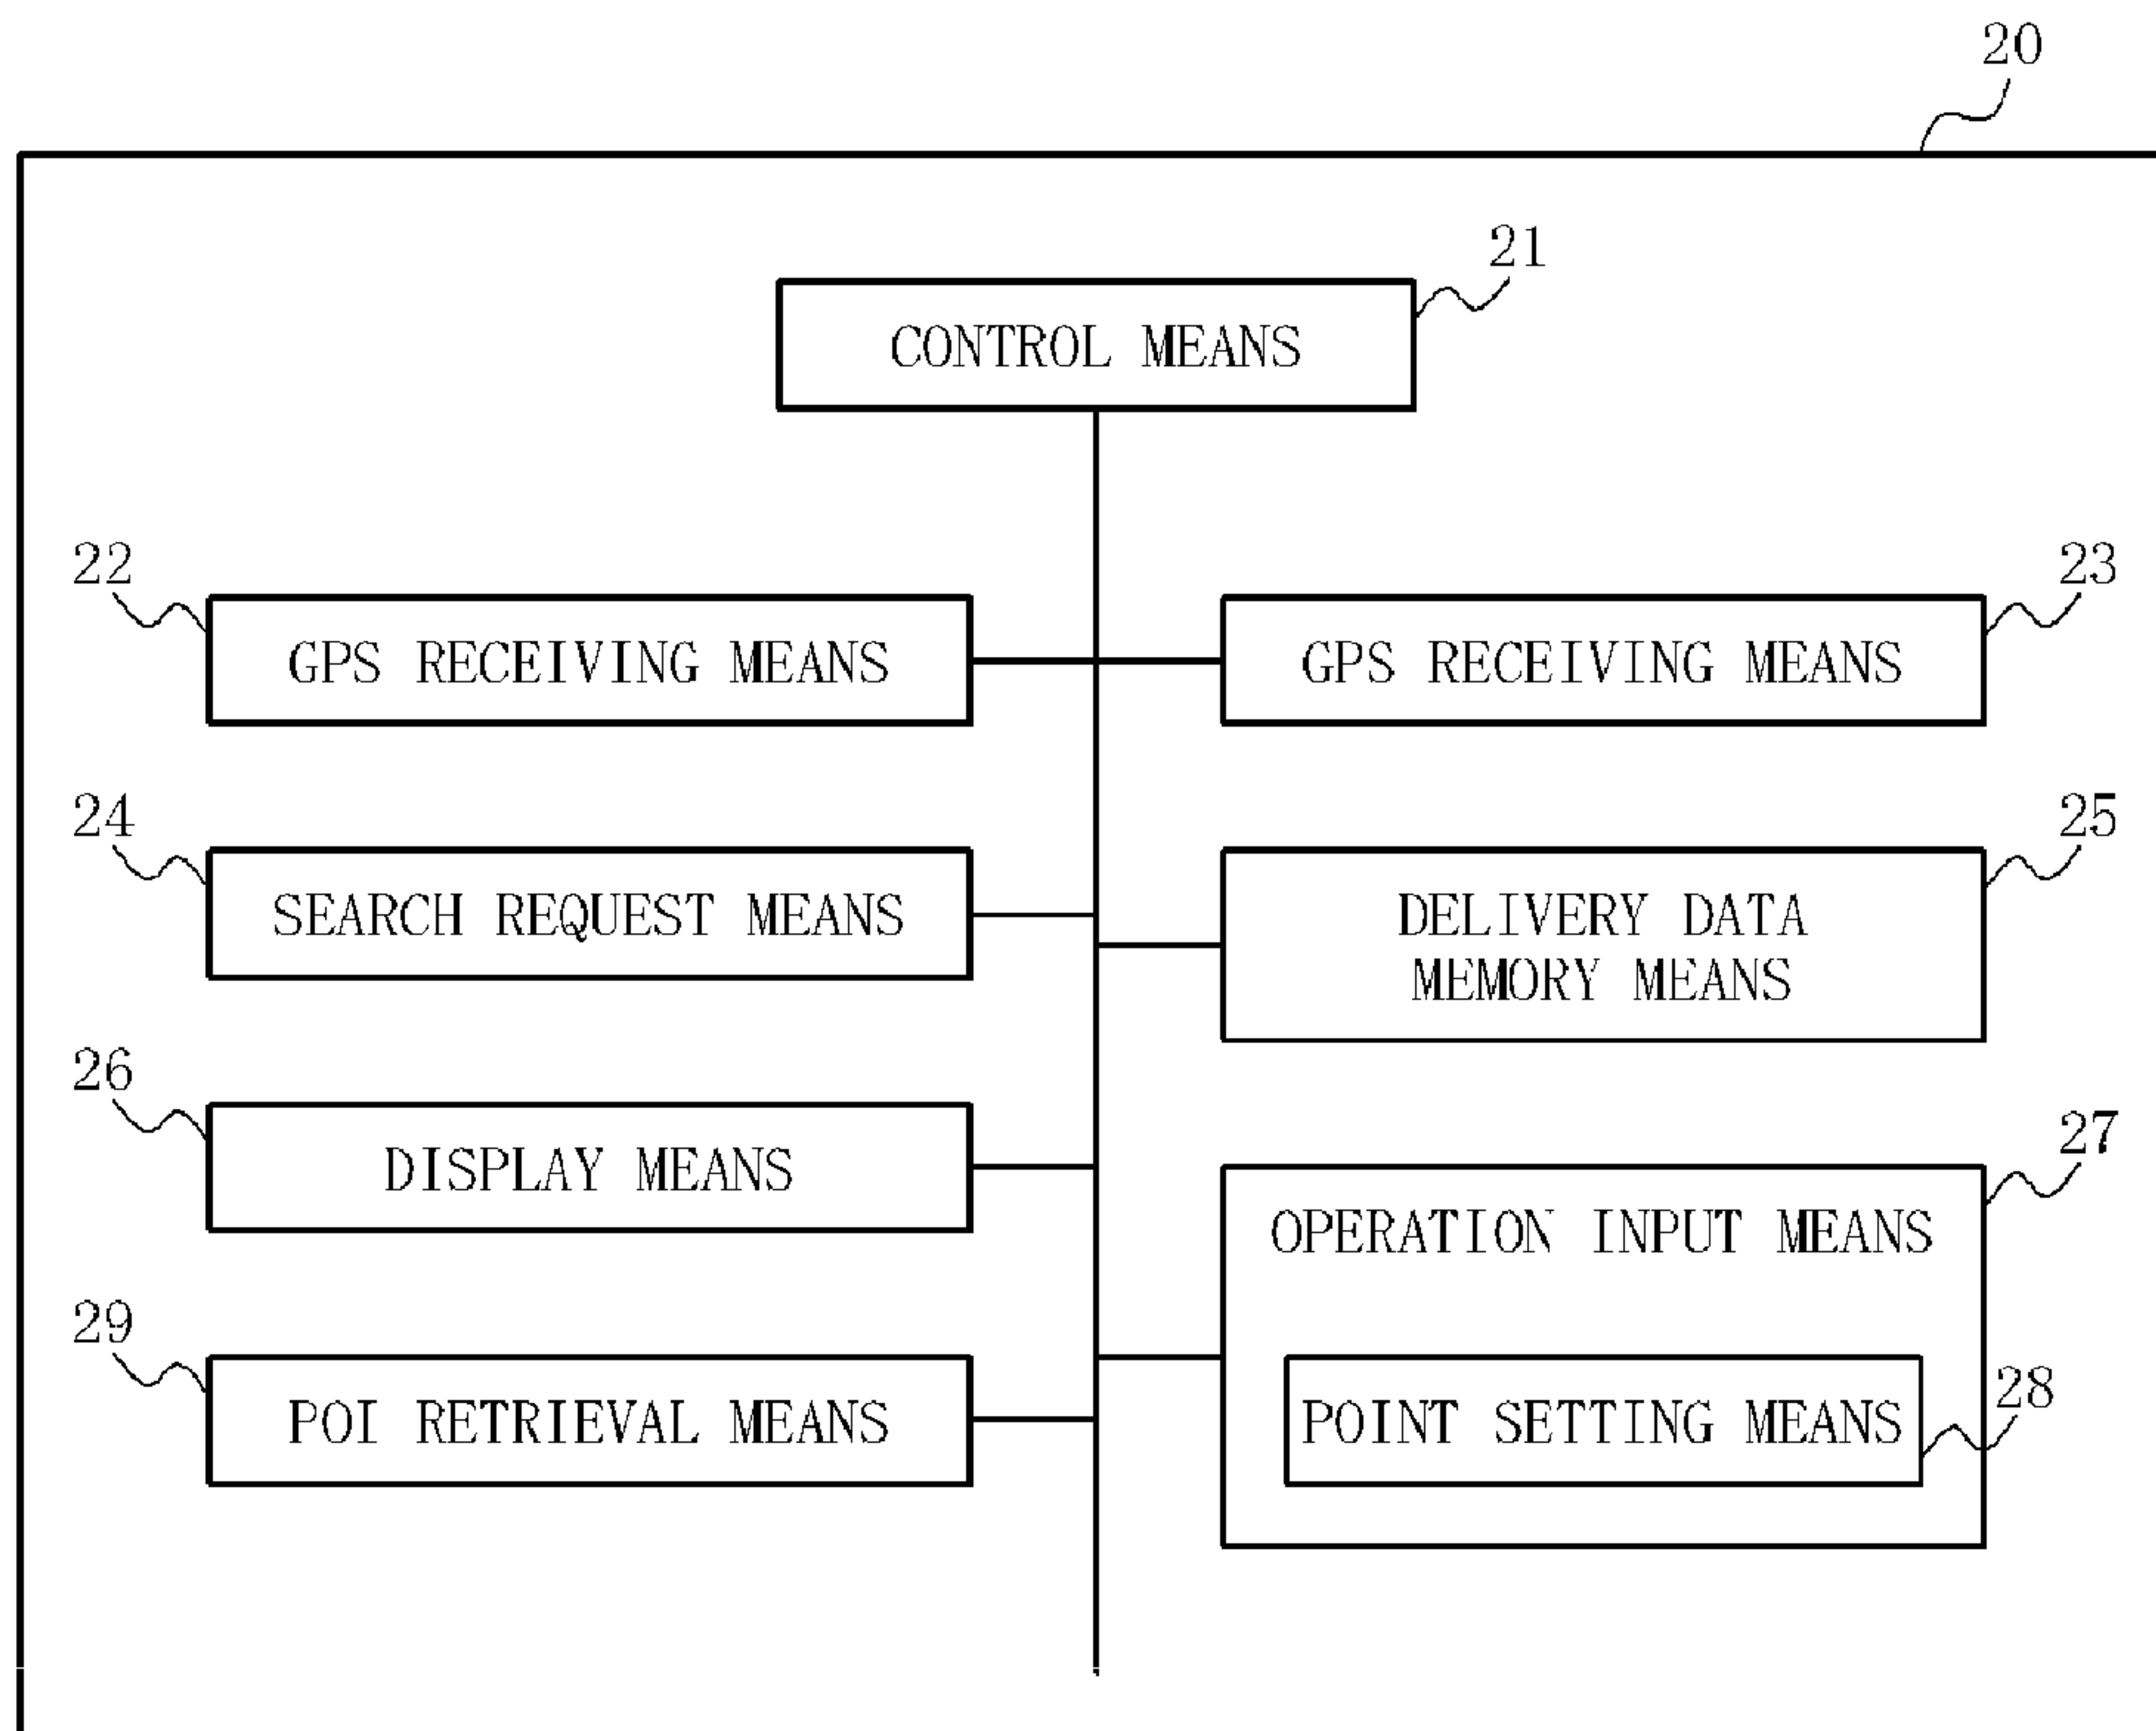 20
21
CONTROL MEANS
22
23
GPS RECEIVING MEANS
GPS RECEIVING MEANS
24
25
SEARCH REQUEST MEANS
DELIVERY DATA
MEMORY MEANS
26
27
DISPLAY MEANS
OPERATION INPUT MEANS
29
28
POI RETRIEVAL MEANS
POINT SETTING MEANS